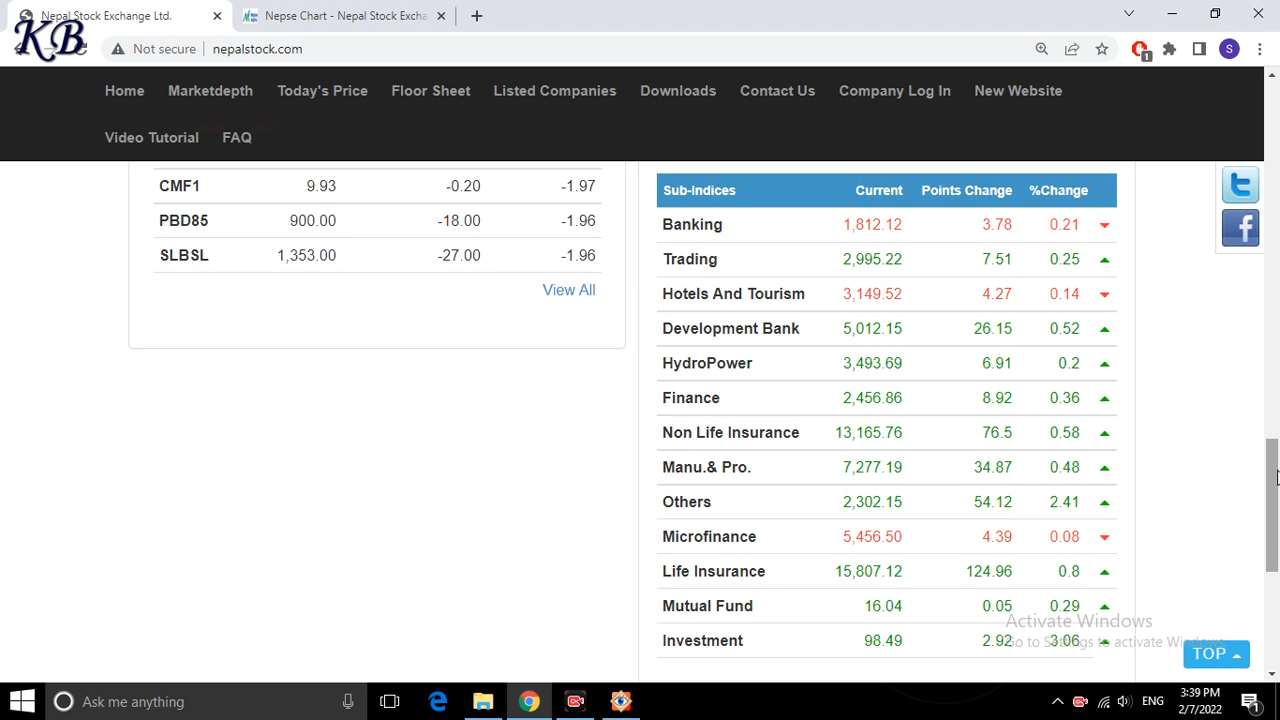 Nepal Stock Exchange Ltd.
Nepse Chart - Nepal Stock Excha
KB
Not secure
nepalstock.com
S
1
Home
Marketdepth
Today's Price
Floor Sheet
Listed Companies
Downloads
Contact Us
Company Log In
New Website
Video Tutorial
FAQ
CMF1 9.93 -0.20 -1.97
PBD85 900.00 -18.00 -1.96
SLBSL 1,353.00 -27.00 -1.96
View All
Sub-Indices Current Points Change %Change
Banking 1,812.12 3.78 0.21
Trading 2,995.22 7.51 0.25
Hotels And Tourism 3,149.52 4.27 0.14
Development Bank 5,012.15 26.15 0.52
HydroPower 3,493.69 6.91 0.2
Finance 2,456.86 8.92 0.36
Non Life Insurance 13,165.76 76.5 0.58
Manu.& Pro. 7,277.19 34.87 0.48
Others 2,302.15 54.12 2.41
Microfinance 5,456.50 4.39 0.08
Life Insurance 15,807.12 124.96 0.8
Mutual Fund 16.04 0.05 0.29
Investment 98.49 2.92 3.06
Activate Windows
Go to Settings to activate Windows.
TOP
Ask me anything
ENG
3:39 PM
2/7/2022
1